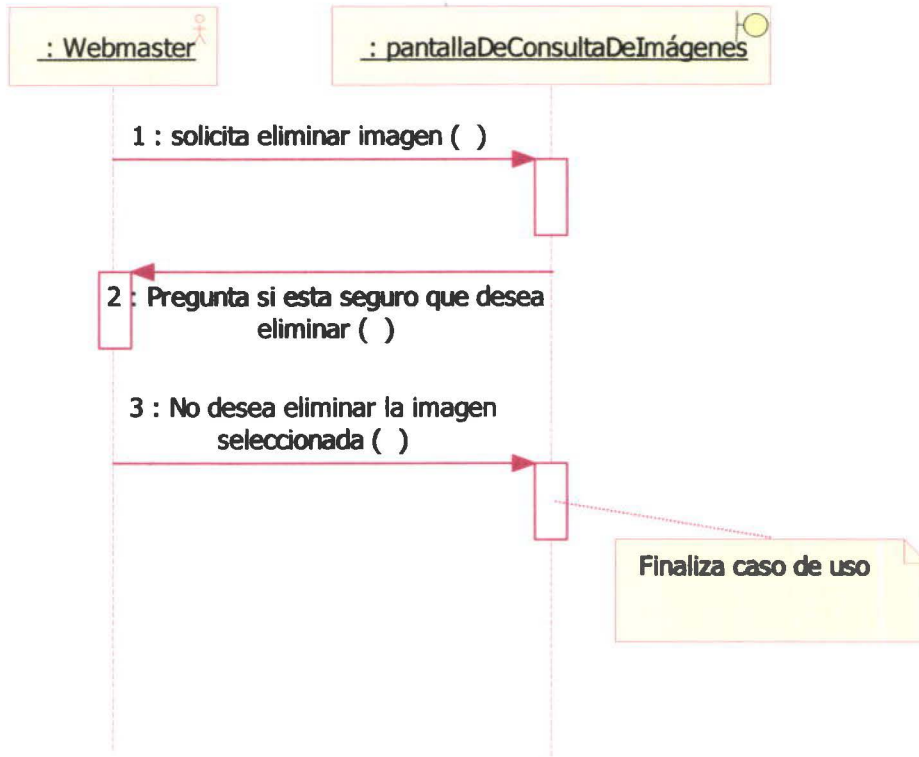 : Webmaster
: pantallaDeConsultaDeImágenes
1 : solicita eliminar imagen ( )
2 : Pregunta si esta seguro que desea
eliminar ( )
3 : No desea eliminar la imagen
seleccionada ( )
Finaliza caso de uso